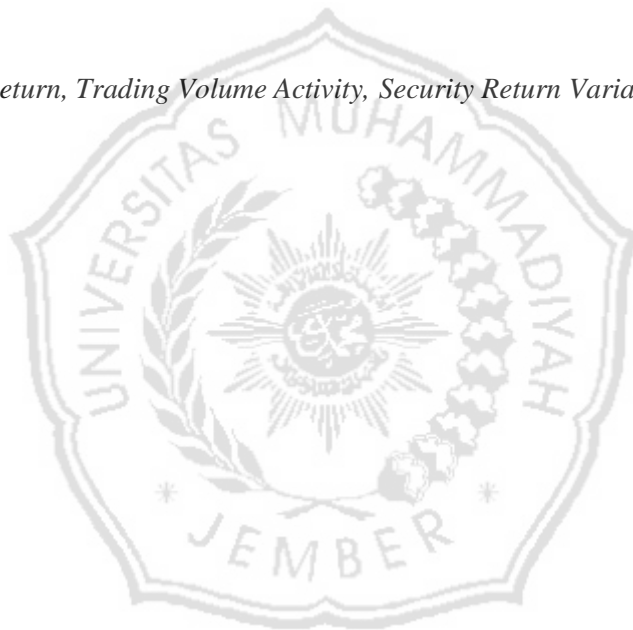 eturn, Trading Volume Activity, Security Return Varia
UNIVERSITAS MUHAMMADIYAH
JEMBER